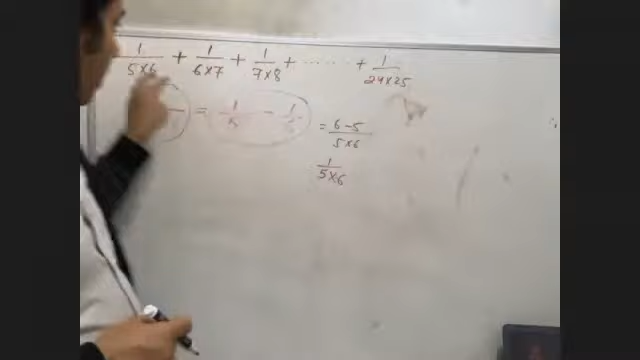 1/5×6 + 1/6×7 + 1/7×8 + ...... + 1/24×25
= 1/5 - 1/6 = 6-5/5×6
1/5×6